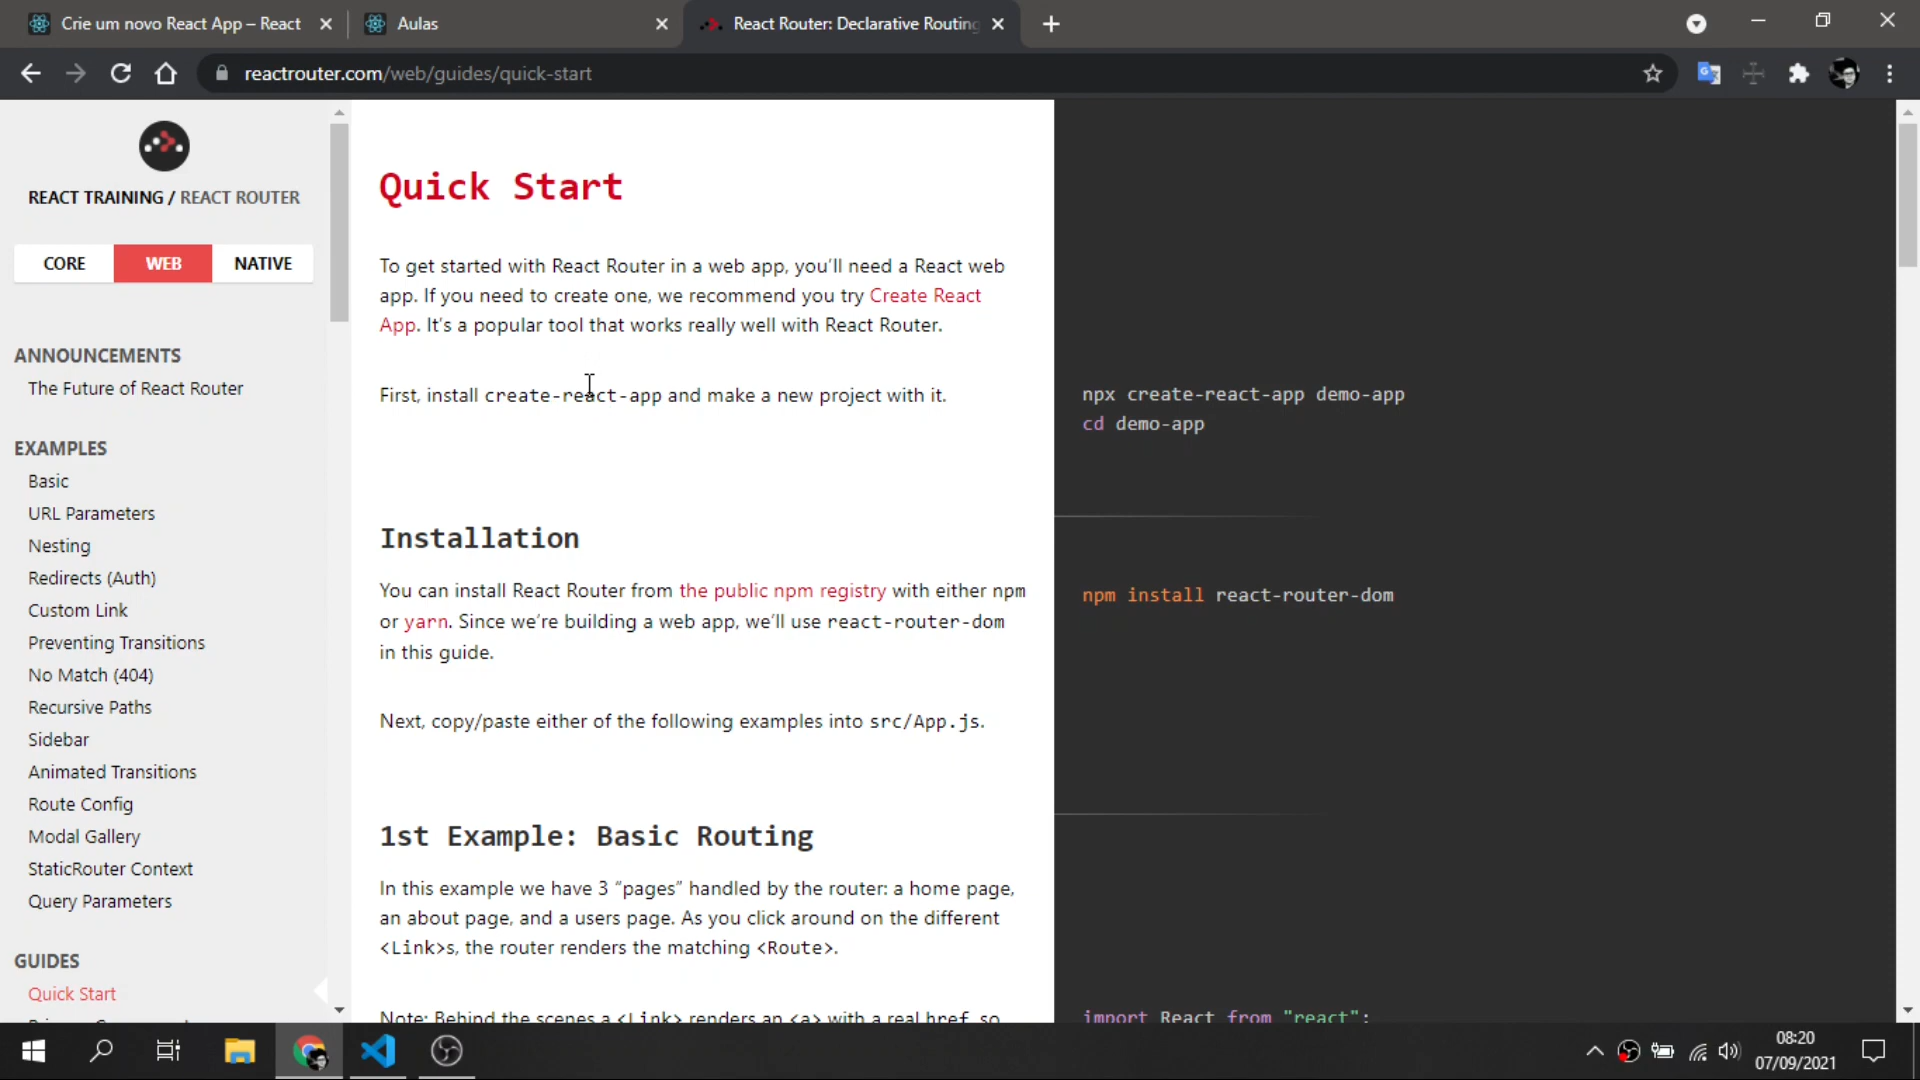 Crie um novo React App – React
Aulas
React Router: Declarative Routing
reactrouter.com/web/guides/quick-start
REACT TRAINING / REACT ROUTER
CORE
WEB
NATIVE
ANNOUNCEMENTS
The Future of React Router
EXAMPLES
Basic
URL Parameters
Nesting
Redirects (Auth)
Custom Link
Preventing Transitions
No Match (404)
Recursive Paths
Sidebar
Animated Transitions
Route Config
Modal Gallery
StaticRouter Context
Query Parameters
GUIDES
Quick Start
Quick Start
To get started with React Router in a web app, you’ll need a React web
app. If you need to create one, we recommend you try Create React
App. It’s a popular tool that works really well with React Router.
First, install create-react-app and make a new project with it.
npx create-react-app demo-app
cd demo-app
Installation
You can install React Router from the public npm registry with either npm
or yarn. Since we’re building a web app, we’ll use react-router-dom
in this guide.
npm install react-router-dom
Next, copy/paste either of the following examples into src/App.js.
1st Example: Basic Routing
In this example we have 3 “pages” handled by the router: a home page,
an about page, and a users page. As you click around on the different
<Link>s, the router renders the matching <Route>.
Note: Behind the scenes a <Link> renders an <a> with a real href, so
import React from "react";
08:20
07/09/2021